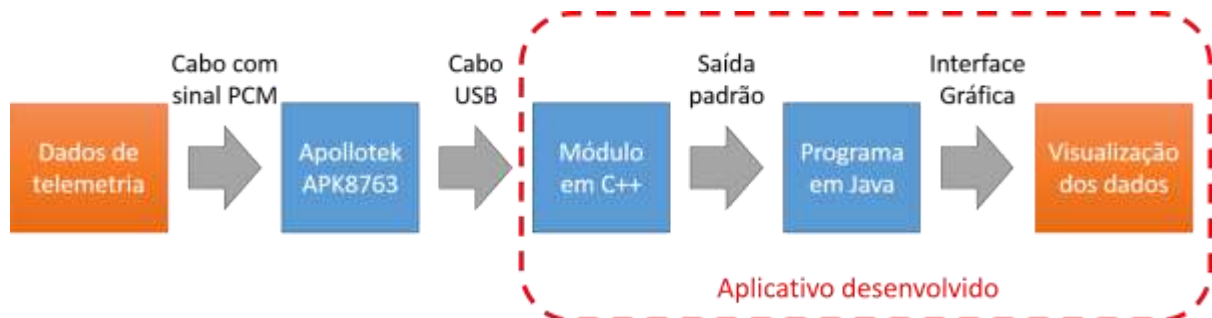 Dados de
telemetria
Cabo com
sinal PCM
Apollotek
APK8763
Cabo
USB
Módulo
em C++
Saída
padrão
Programa
em Java
Interface
Gráfica
Visualização
dos dados
Aplicativo desenvolvido